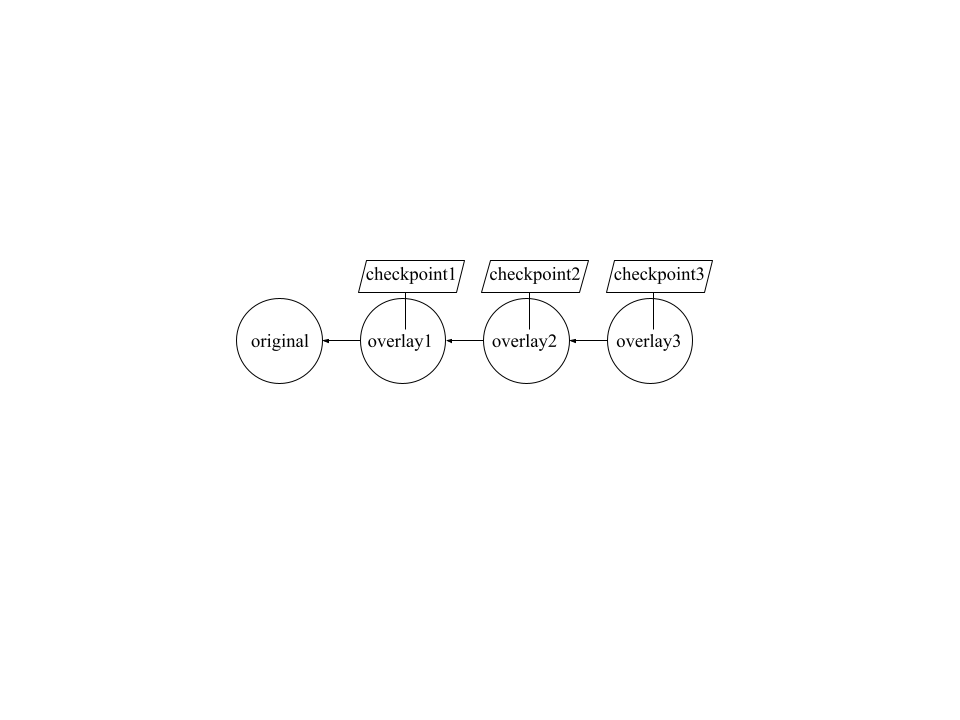 checkpoint1
checkpoint2
checkpoint3
original
overlay1
overlay2
overlay3